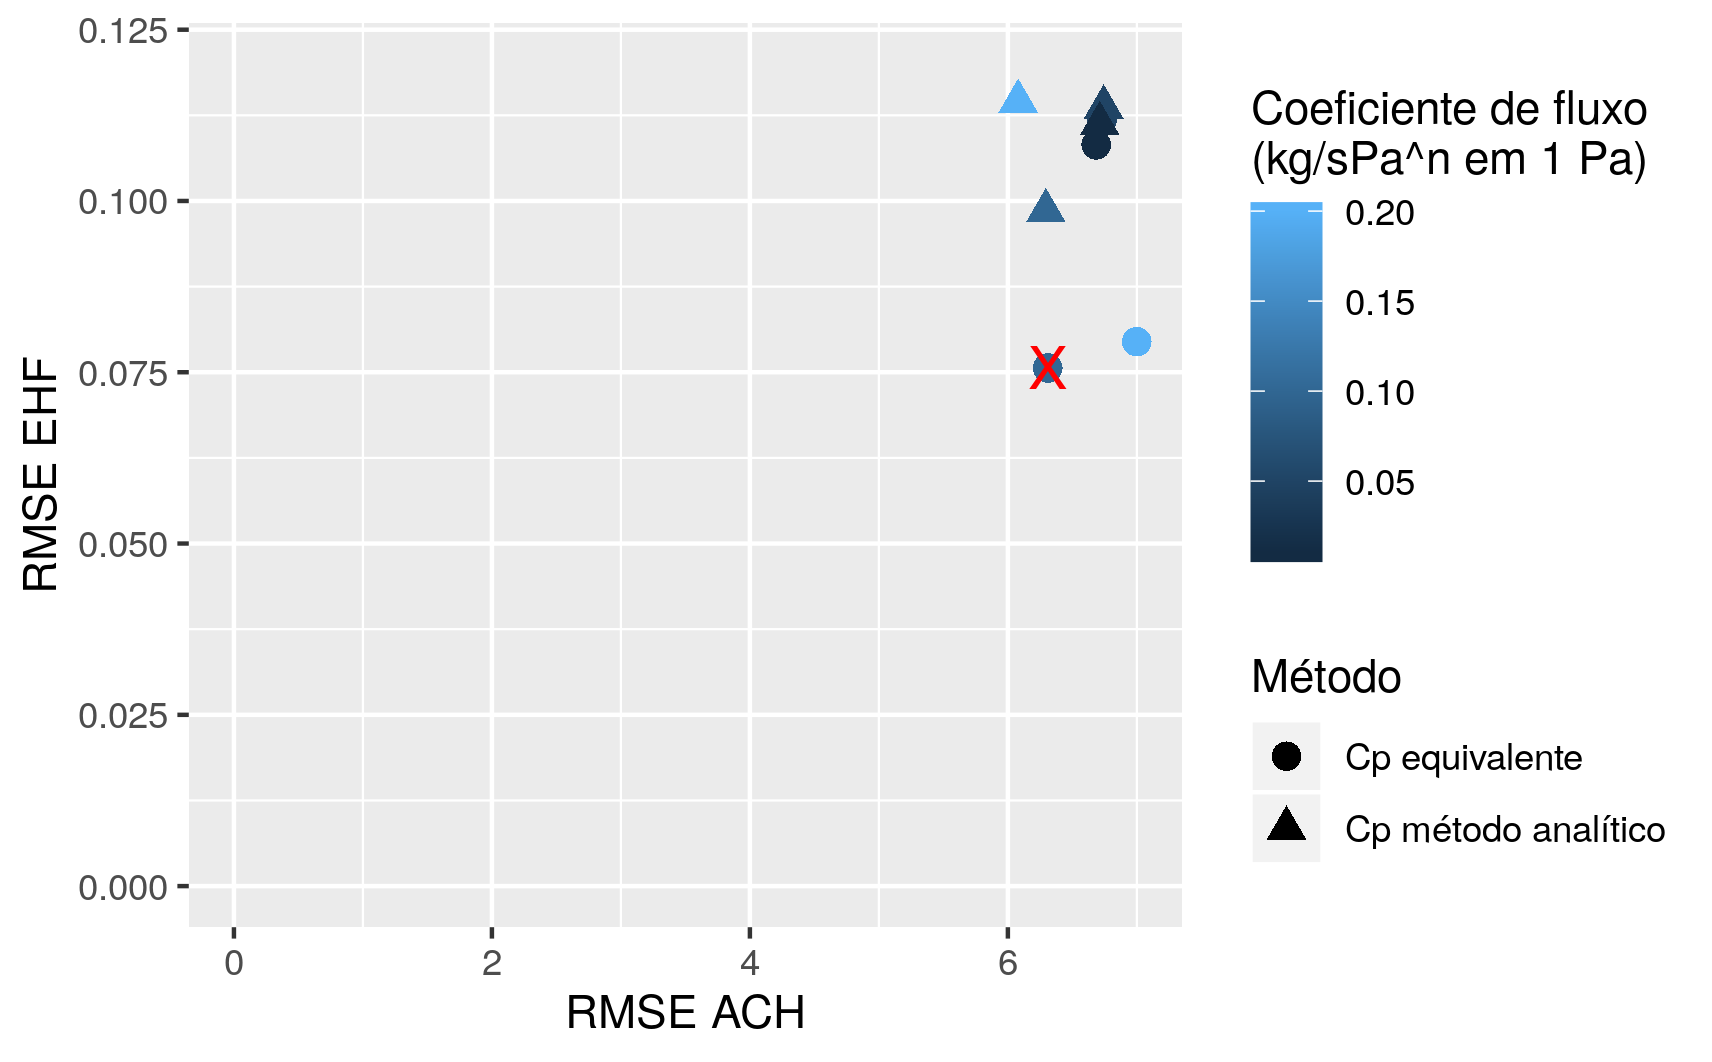 0.125
0.100
0.075
0.050
0.025
0.000
RMSE EHF
0 2 4 6
RMSE ACH
X
Coeficiente de fluxo
(kg/sPa^n em 1 Pa)
0.20
0.15
0.10
0.05
Método
Cp equivalente
Cp método analítico